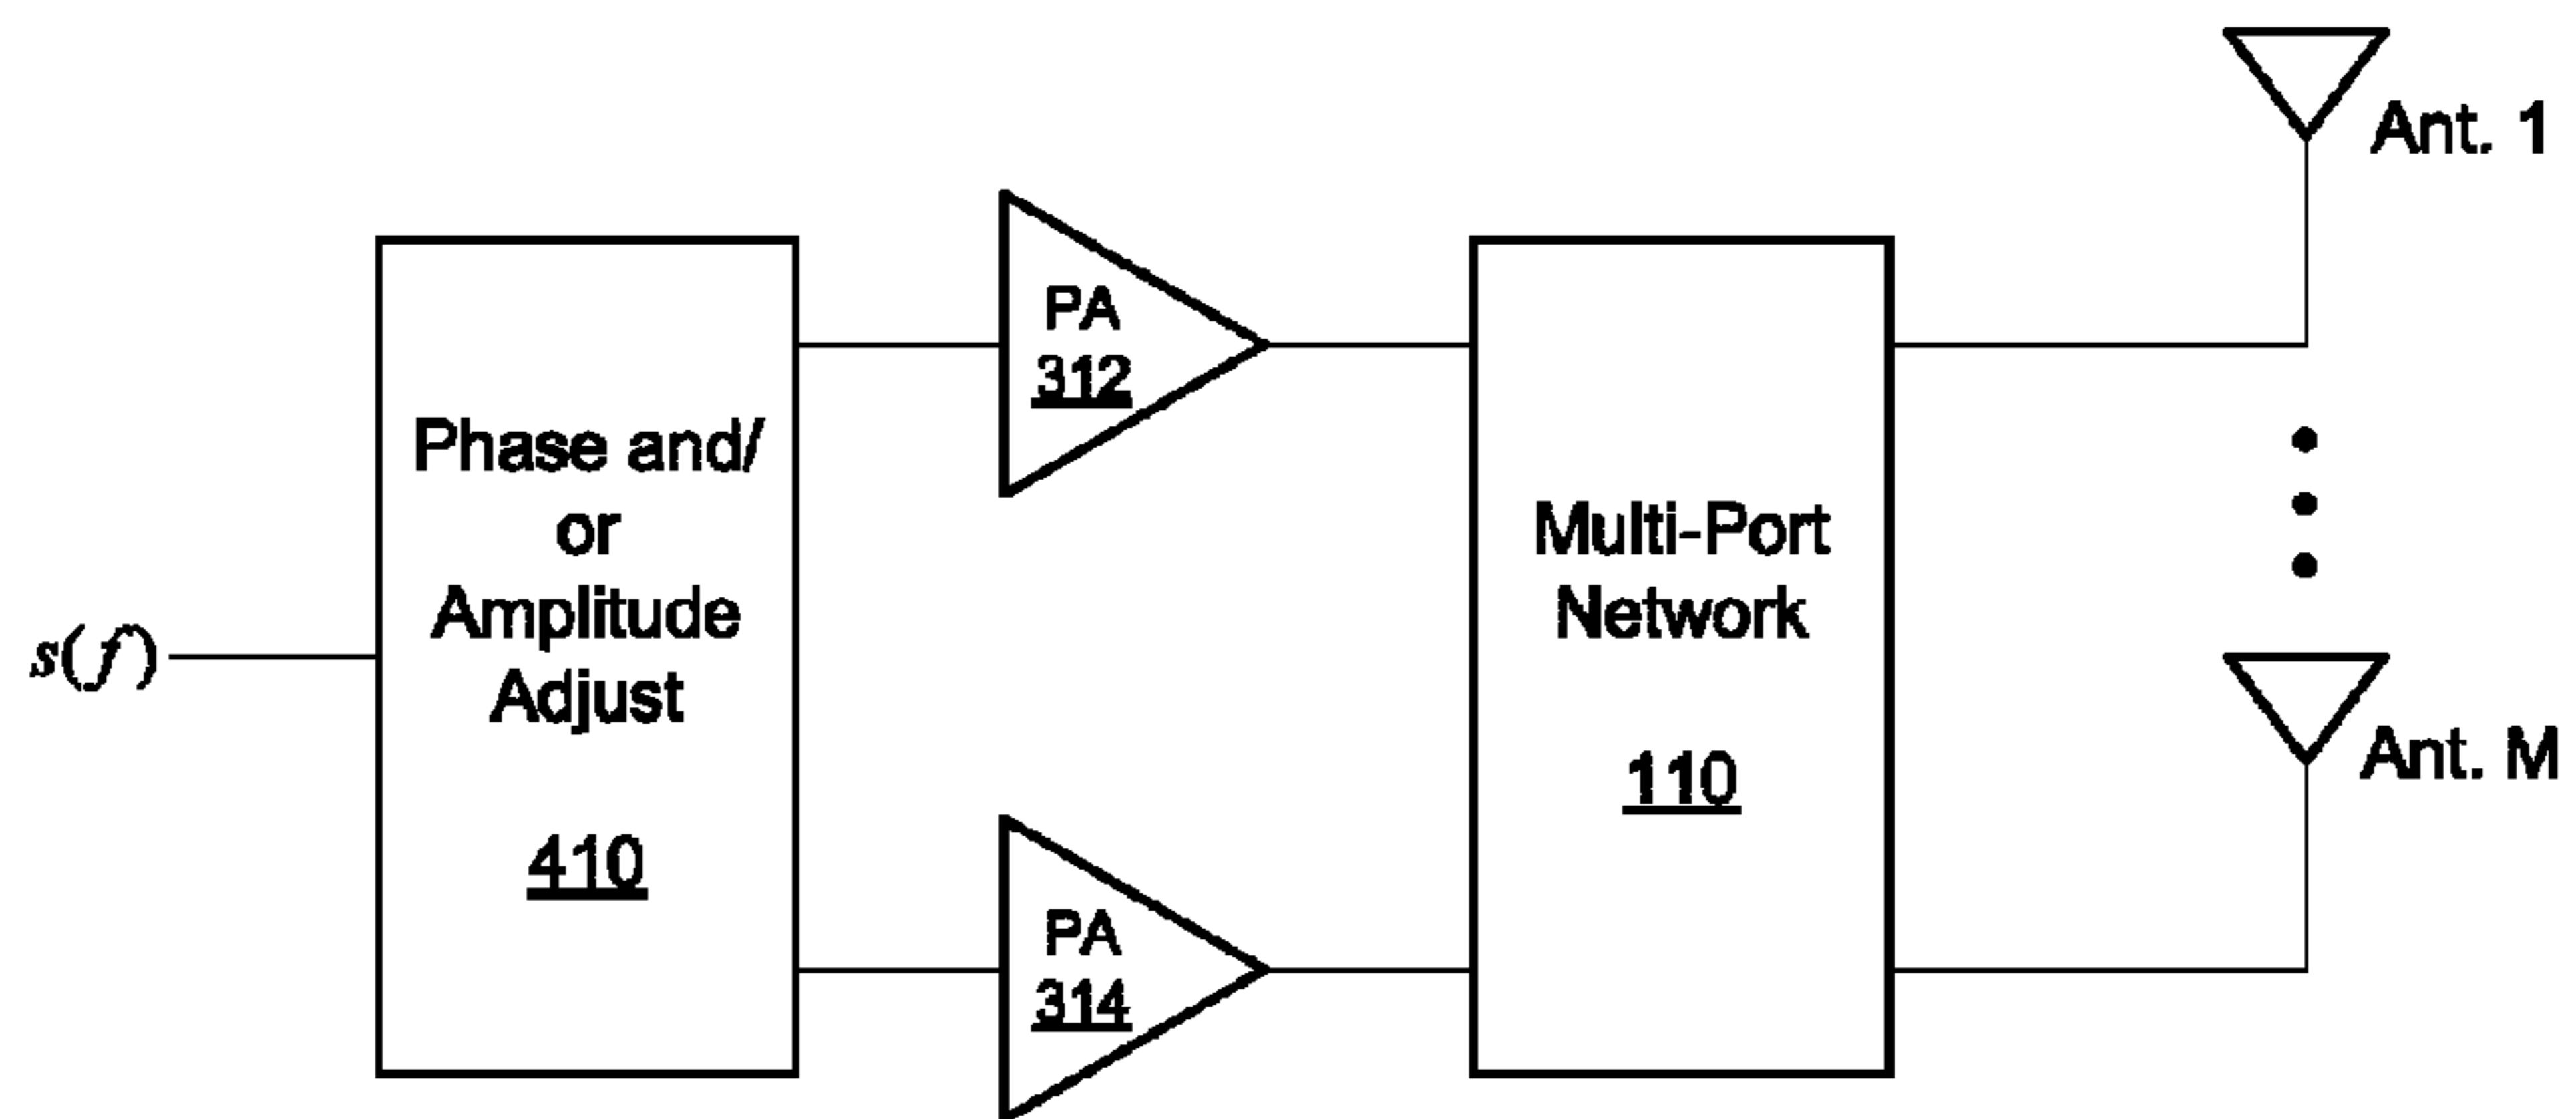 Ant. 1
PA
312
Phase and/
or
Amplitude
Adjust
410
s(f)
Multi-Port
Network
110
PA
314
Ant. M